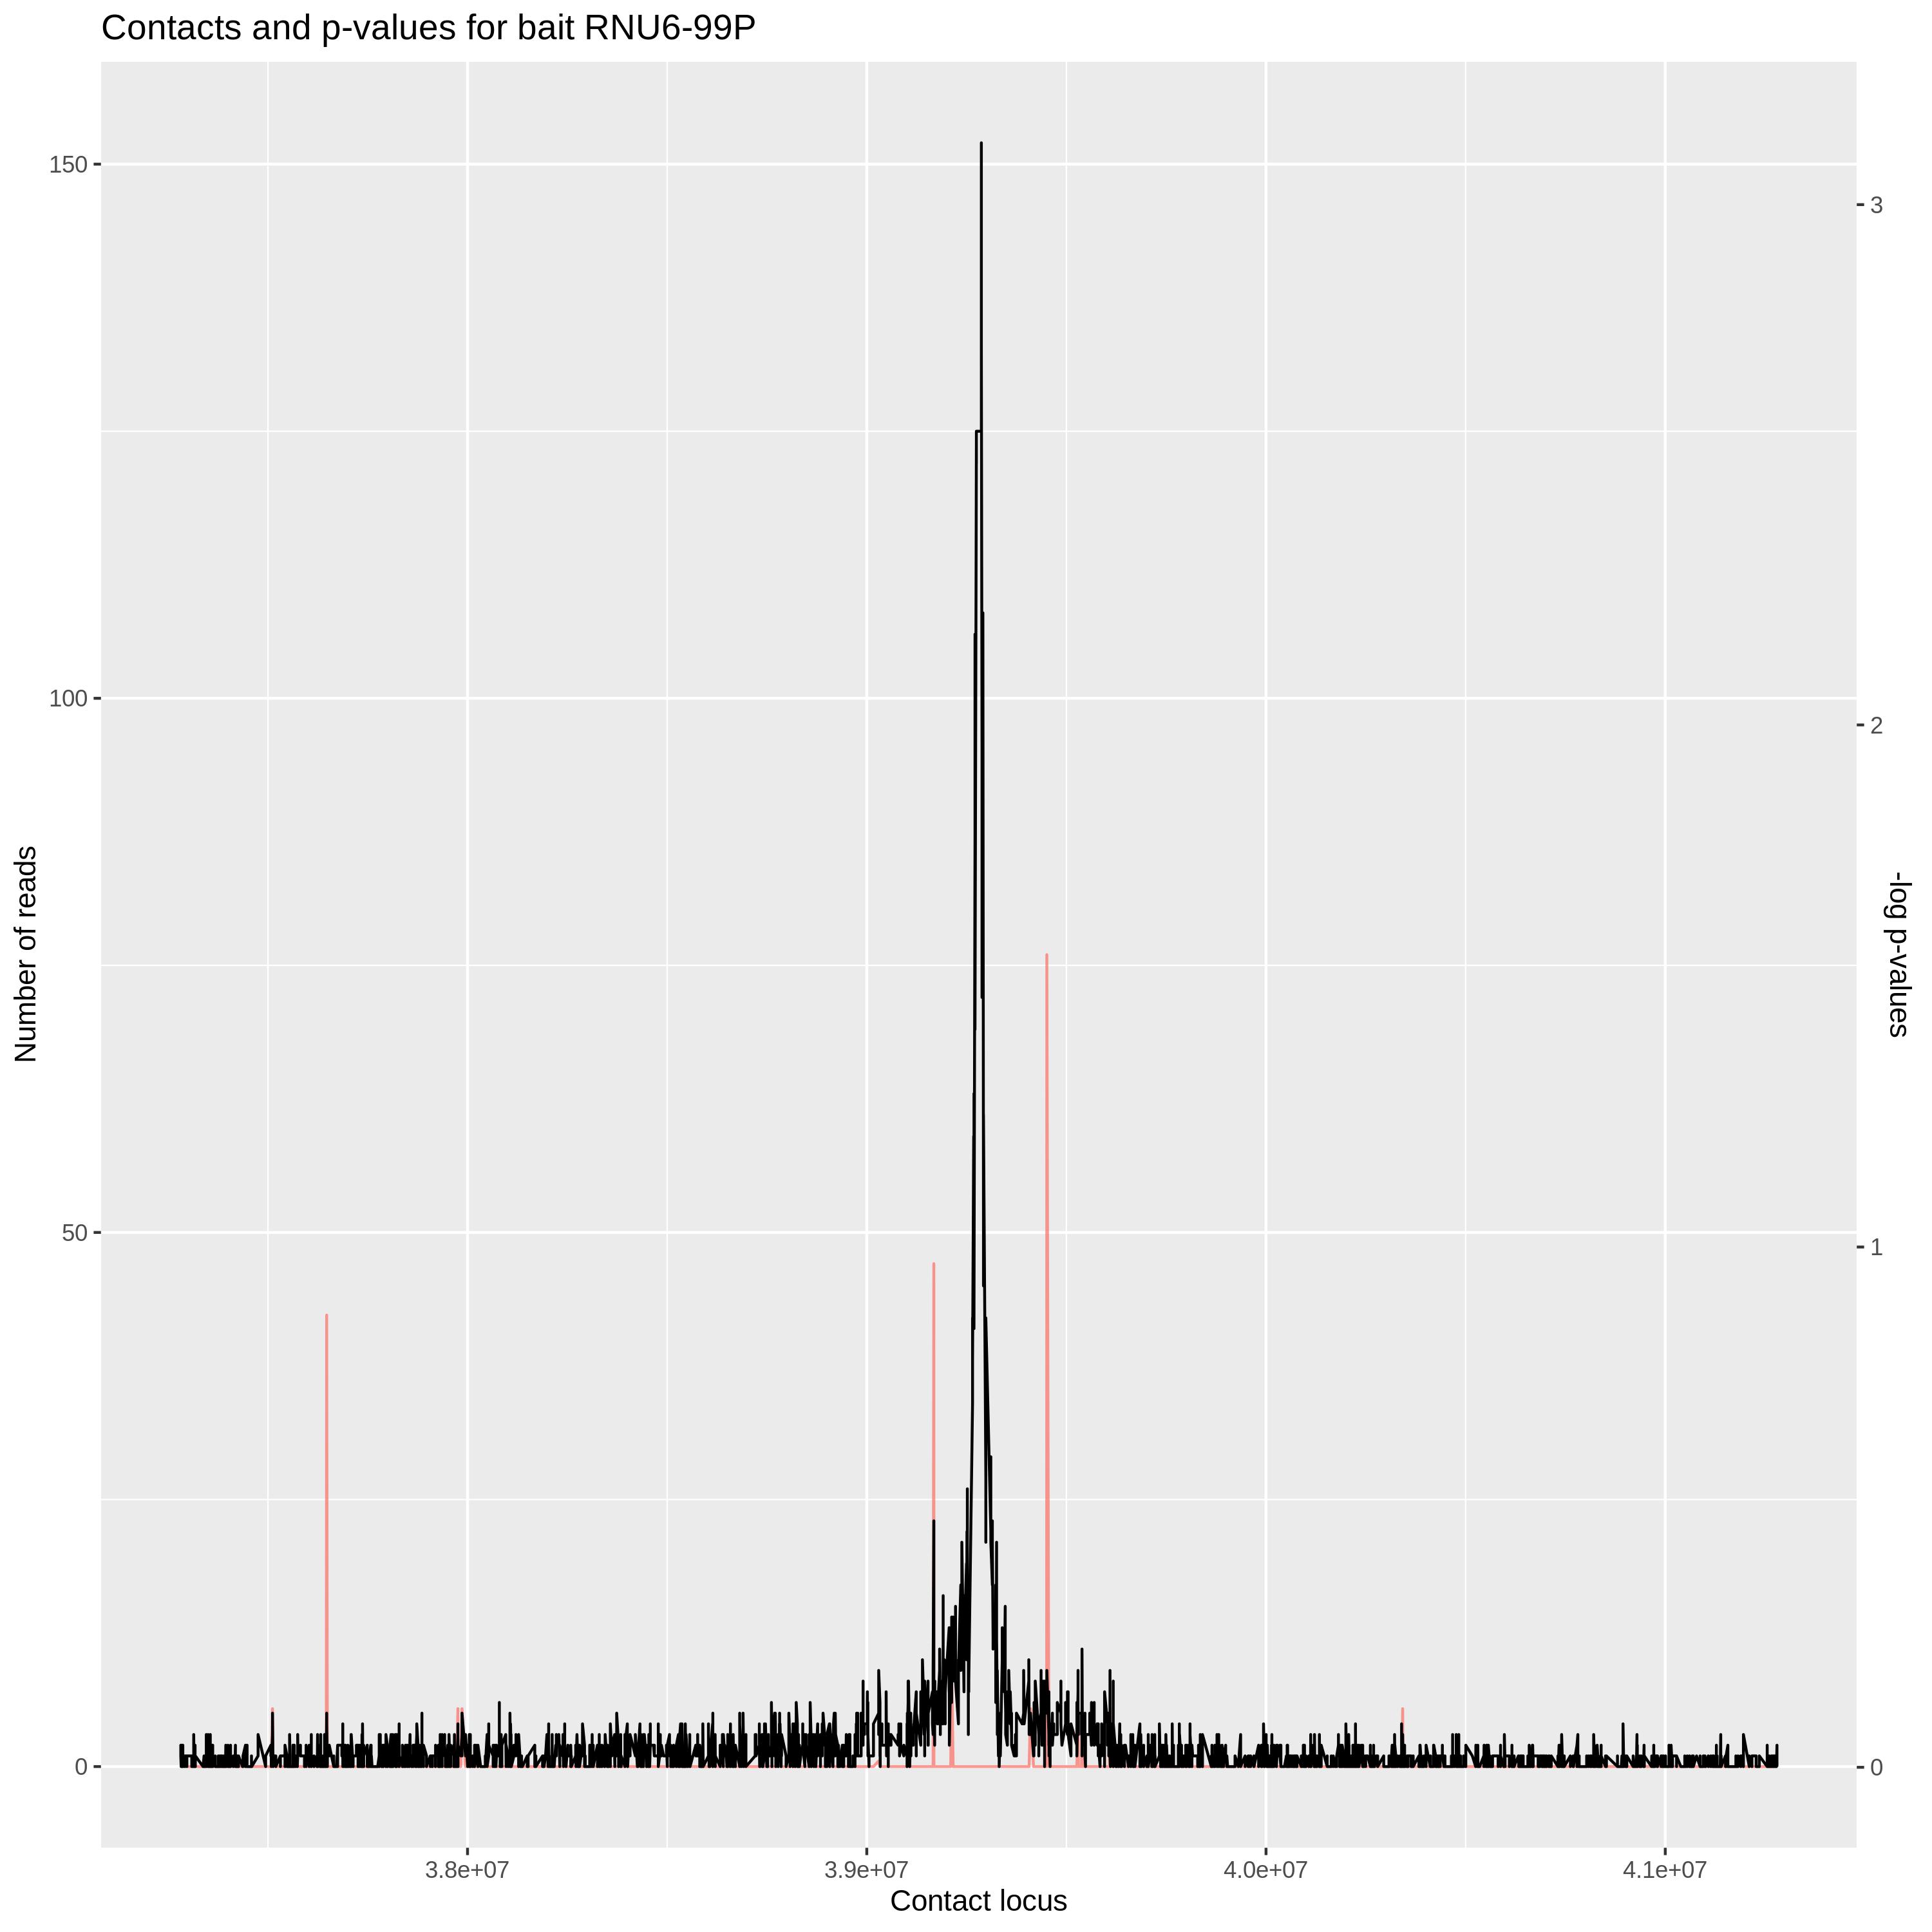 Contacts and p-values for bait RNU6-99P
150
100
50
0
Number of reads
3
2
1
0
-log p-values
3.8e+07
3.9e+07
4.0e+07
4.1e+07
Contact locus